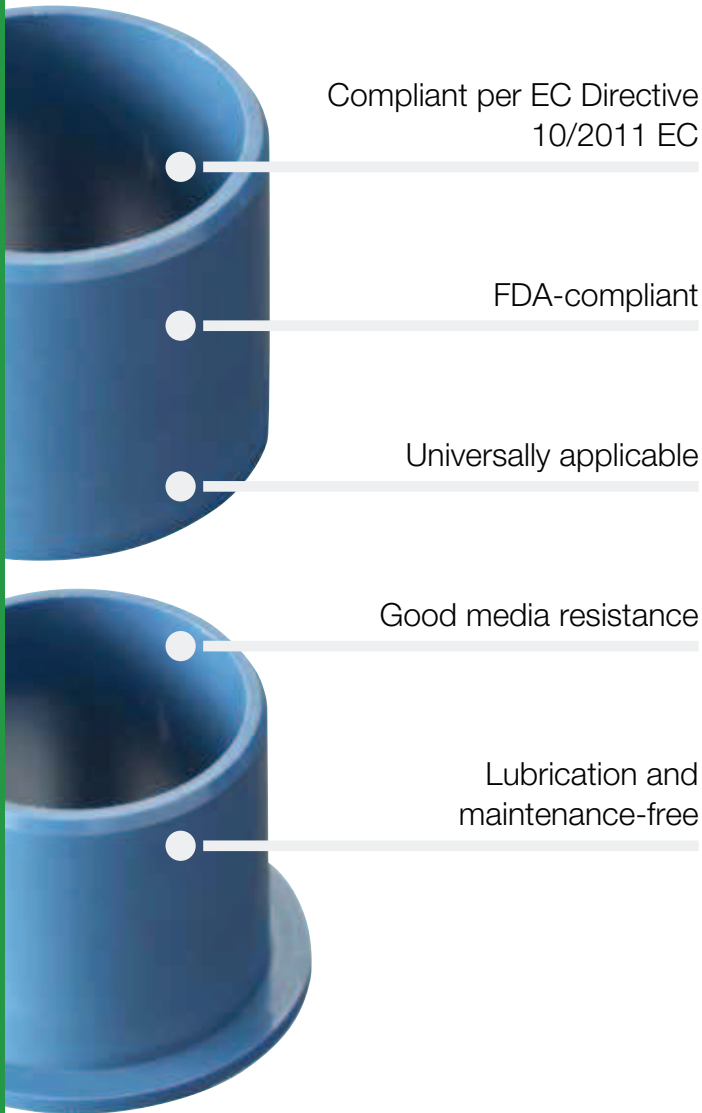 Compliant per EC Directive
10/2011 EC
FDA-compliant
Universally applicable
Good media resistance
Lubrication and
maintenance-free